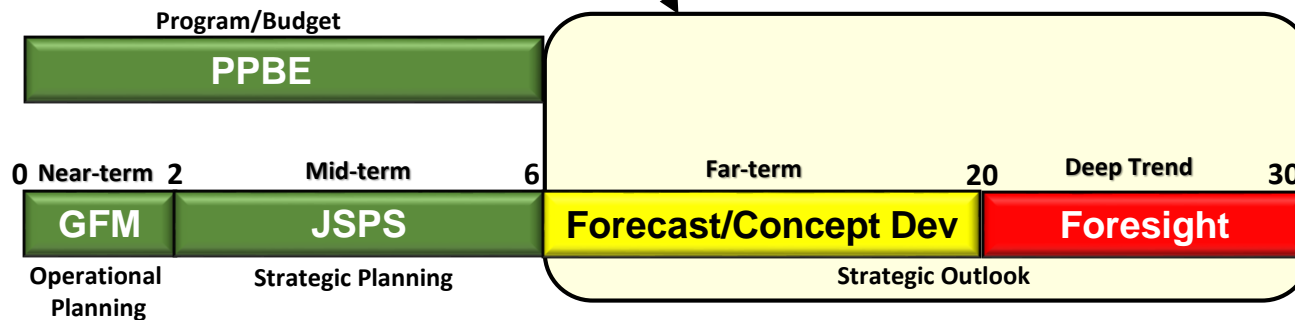 Program/Budget
PPBE
0 Near-term 2 Mid-term 6 Far-term 20 Deep Trend 30
GFM JSPS Forecast/Concept Dev Foresight
Operational Planning Strategic Planning Strategic Outlook